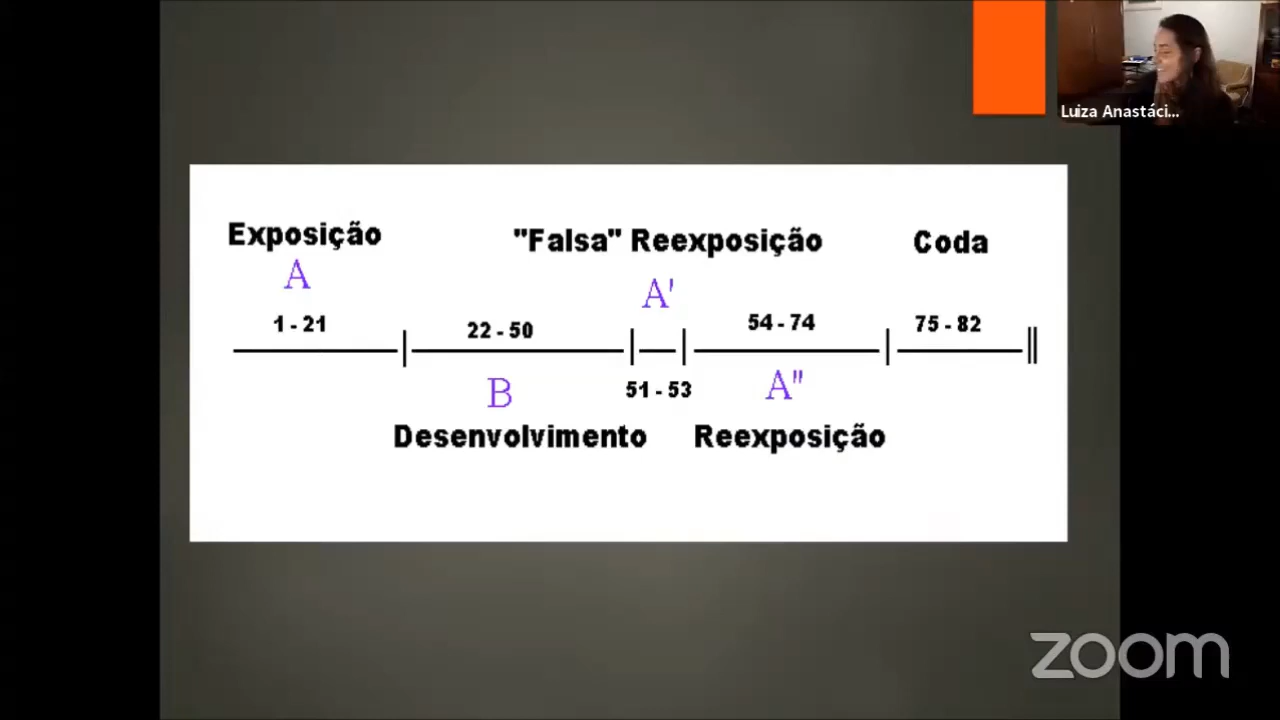 Luiza Anastáci...
Exposição
"Falsa" Reexposição
Coda
A
A'
1 - 21
22 - 50
54 - 74
75 - 82
B
51 - 53
A"
Desenvolvimento
Reexposição
zoom